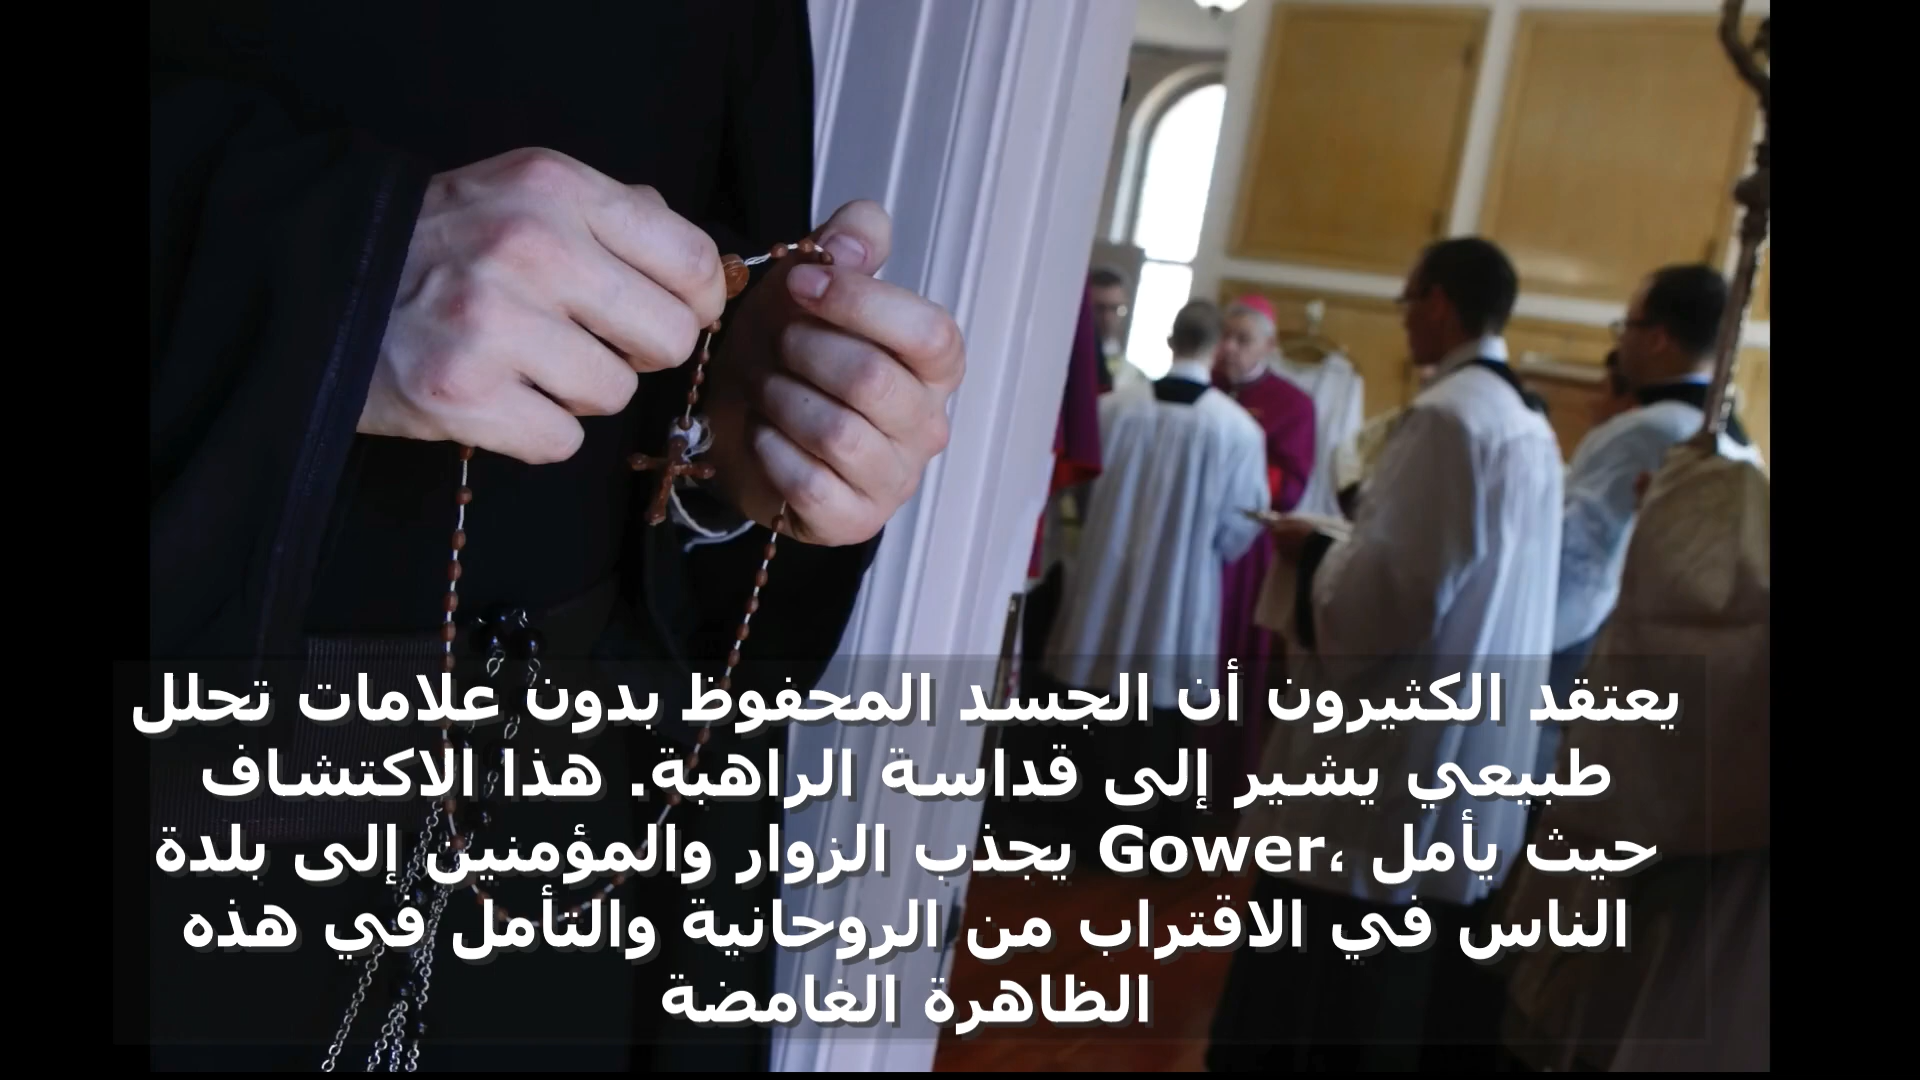 يعتقد الكثيرون أن الجسد المحفوظ بدون علامات تحلل
طبيعي يشير إلى قداسة الراهبة. هذا الاكتشاف
يجذب الزوار والمؤمنين إلى بلدة Gower، حيث يأمل
الناس في الاقتراب من الروحانية والتأمل في هذه
الظاهرة الغامضة